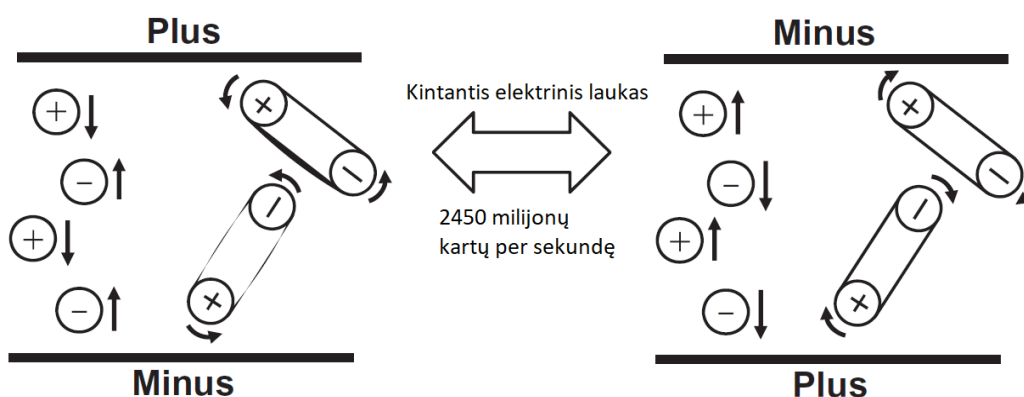 Plus
Minus
Kintantis elektrinis laukas
2450 milijonų
kartų per sekundę
+
+
+
+
−
−
−
−
+
+
−
−
+
+
−
−
+
+
−
−
Minus
Plus